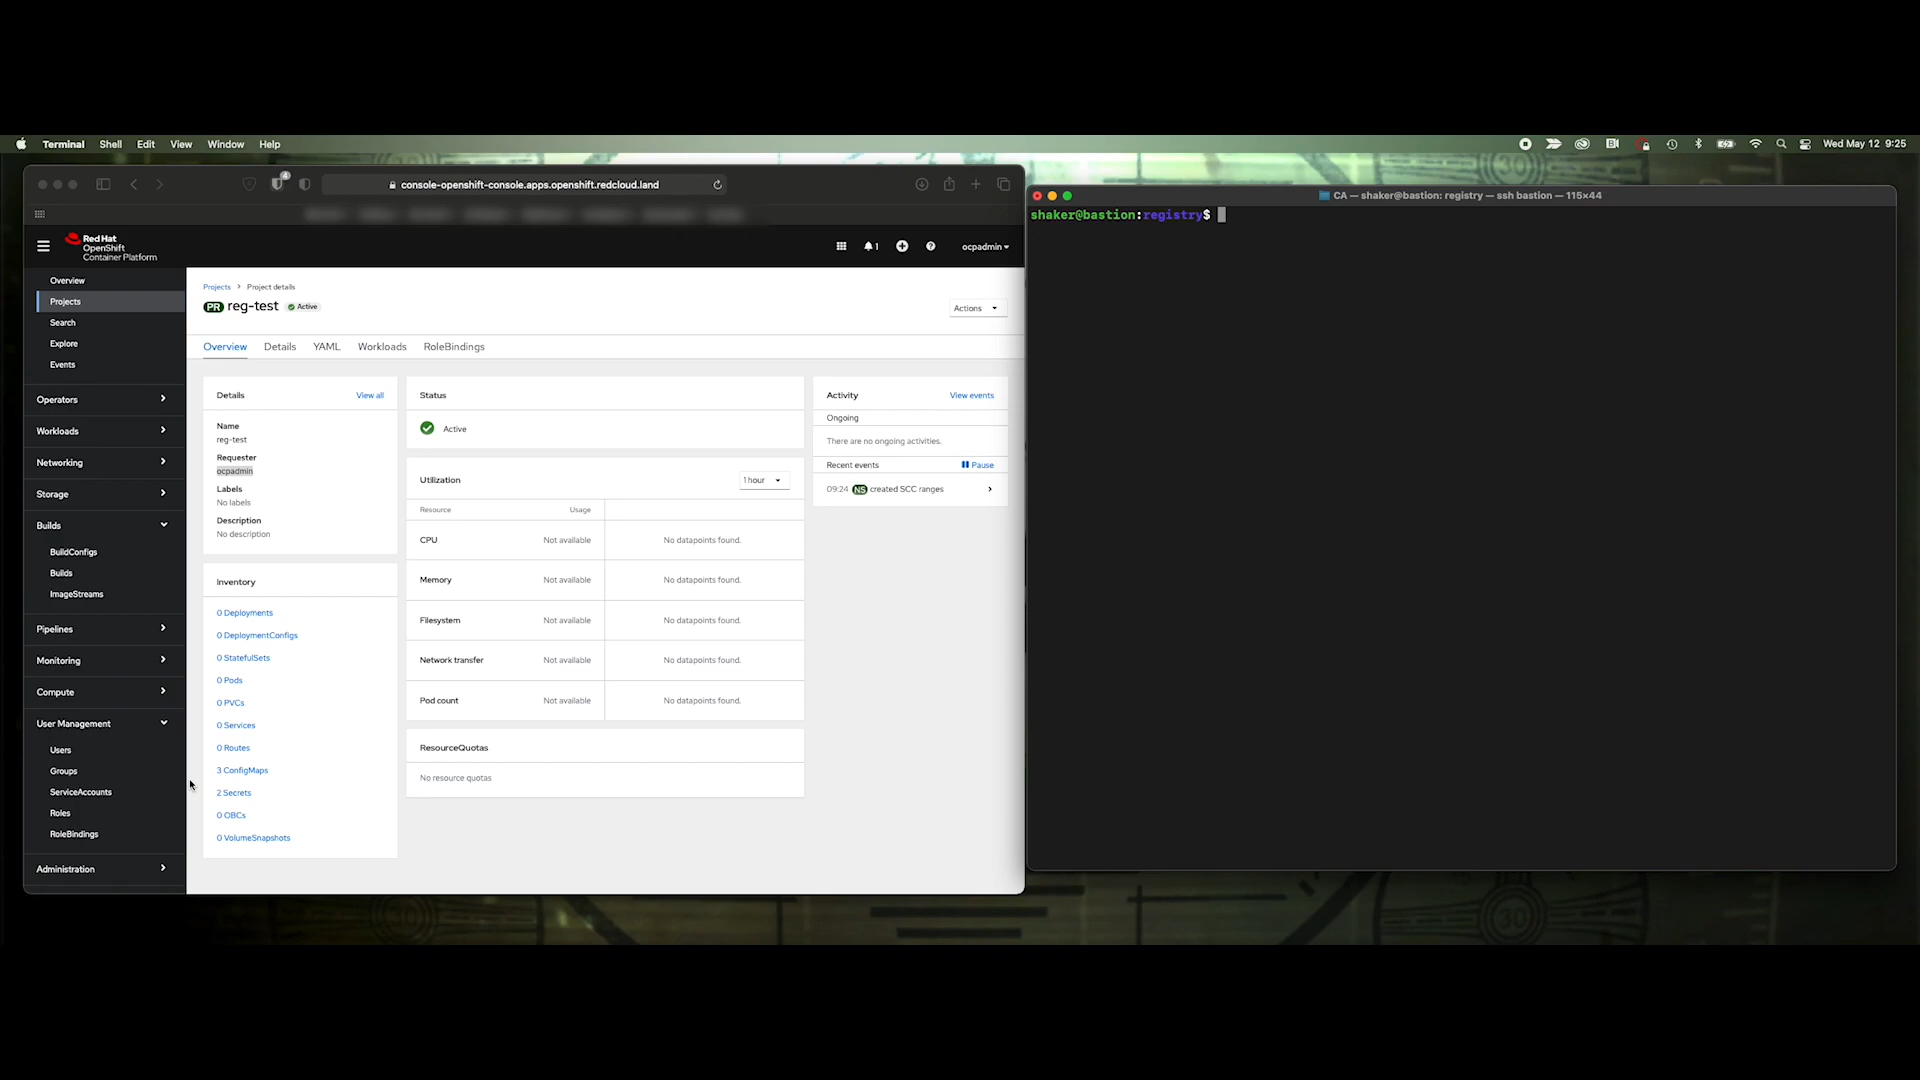 Terminal Shell Edit View Window Help
Wed May 12 9:25
4
console-openshift-console.apps.openshift.redcloud.land
CA — shaker@bastion: registry — ssh bastion — 115×44
shaker@bastion:registry$
Red Hat
OpenShift
Container Platform
1
ocpadmin
Overview
Projects
Search
Explore
Events
Operators
Workloads
Networking
Storage
Builds
BuildConfigs
Builds
ImageStreams
Pipelines
Monitoring
Compute
User Management
Users
Groups
ServiceAccounts
Roles
RoleBindings
Administration
Projects > Project details
PR reg-test Active
Actions
Overview Details YAML Workloads RoleBindings
Details View all
Name
reg-test
Requester
ocpadmin
Labels
No labels
Description
No description
Inventory
0 Deployments
0 DeploymentConfigs
0 StatefulSets
0 Pods
0 PVCs
0 Services
0 Routes
3 ConfigMaps
2 Secrets
0 OBCs
0 VolumeSnapshots
Status
Active
Utilization 1 hour
Resource Usage
CPU Not available No datapoints found.
Memory Not available No datapoints found.
Filesystem Not available No datapoints found.
Network transfer Not available No datapoints found.
Pod count Not available No datapoints found.
ResourceQuotas
No resource quotas
Activity View events
Ongoing
There are no ongoing activities.
Recent events Pause
09:24 NS created SCC ranges
30